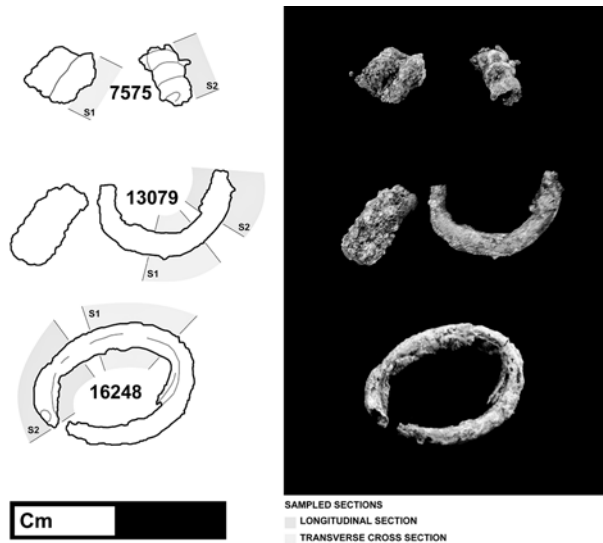 S1
7575
S2
13079
S2
S1
S1
16248
S2
Cm
SAMPLED SECTIONS
LONGITUDINAL SECTION
TRANSVERSE CROSS SECTION